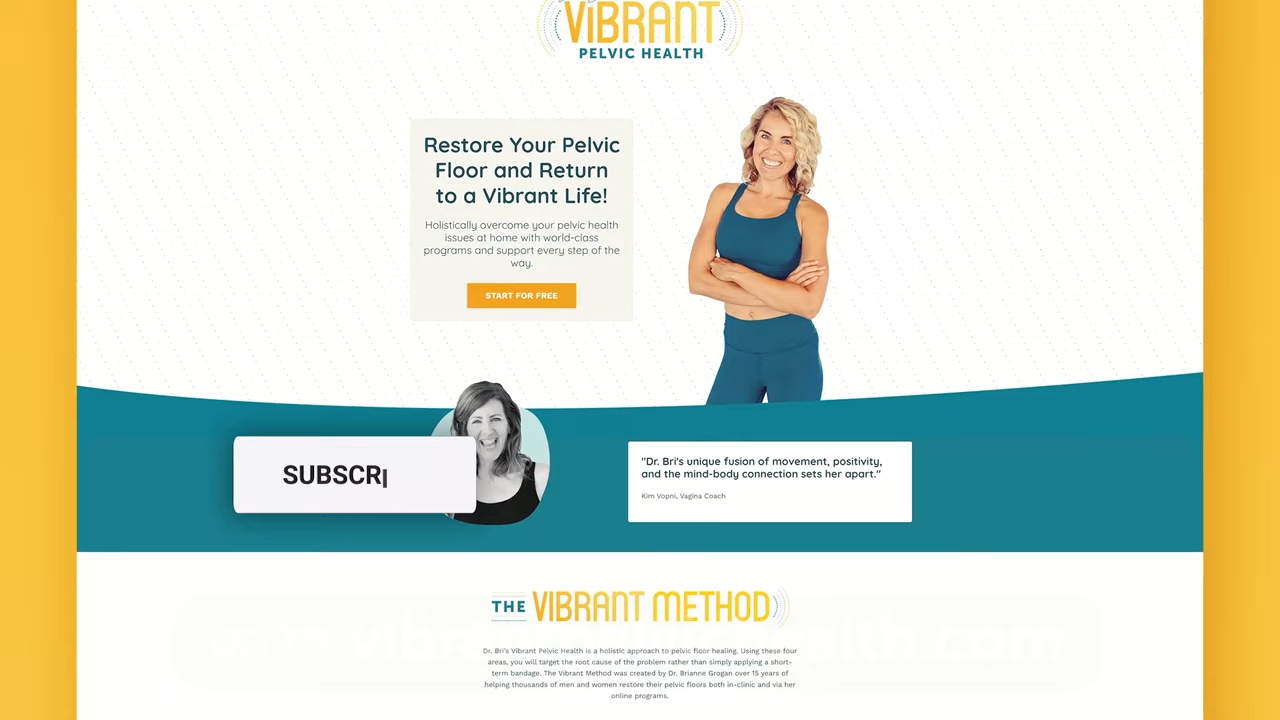 VIBRANT
PELVIC HEALTH
Restore Your Pelvic
Floor and Return
to a Vibrant Life!
Holistically overcome your pelvic health
issues at home with world-class
programs and support every step of the
way.
START FOR FREE
SUBSCRI
"Dr. Bri's unique fusion of movement, positivity,
and the mind-body connection sets her apart."
Kim Vopni, Vagina Coach
THE VIBRANT METHOD
Dr. Bri's Vibrant Pelvic Health is a holistic approach to pelvic floor healing. Using these four
areas, you will target the root cause of the problem rather than simply applying a short-
term bandage. The Vibrant Method was created by Dr. Brianne Grogan over 15 years of
helping thousands of men and women restore their pelvic floors both in-clinic and via her
online programs.